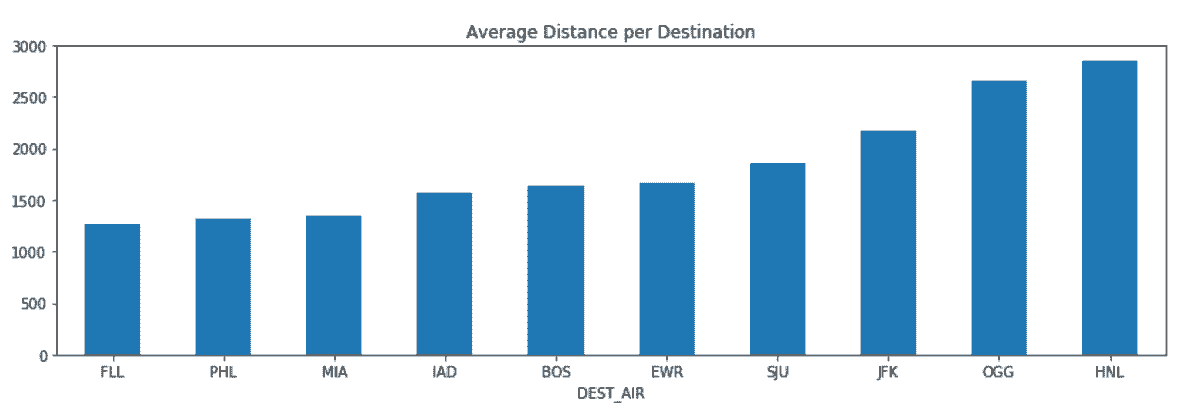 Average Distance per Destination
3000
2500
2000
1500
1000
500
0
FLL PHL MIA IAD BOS EWR SJU JFK OGG HNL
DEST_AIR